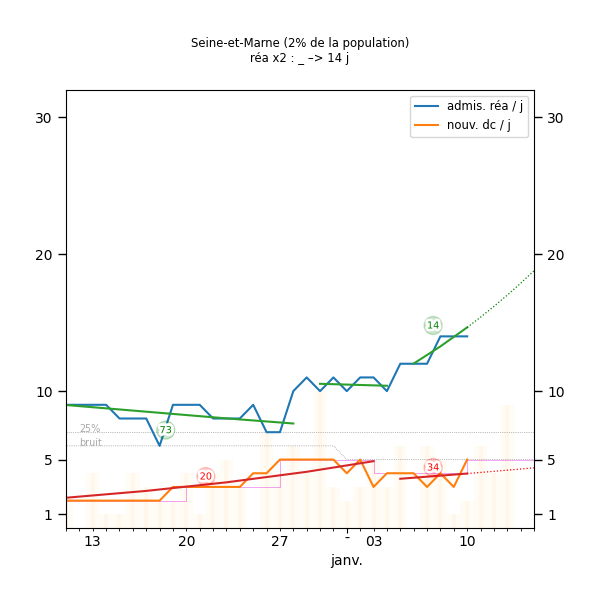 Seine-et-Marne (2% de la population)
réa x2 : _ –> 14 j
admis. réa / j
nouv. dc / j
30 30
20 20
14
10 10
25%
73
bruit
5 5
20
34
1 1
13 20 27 - 03 10
janv.